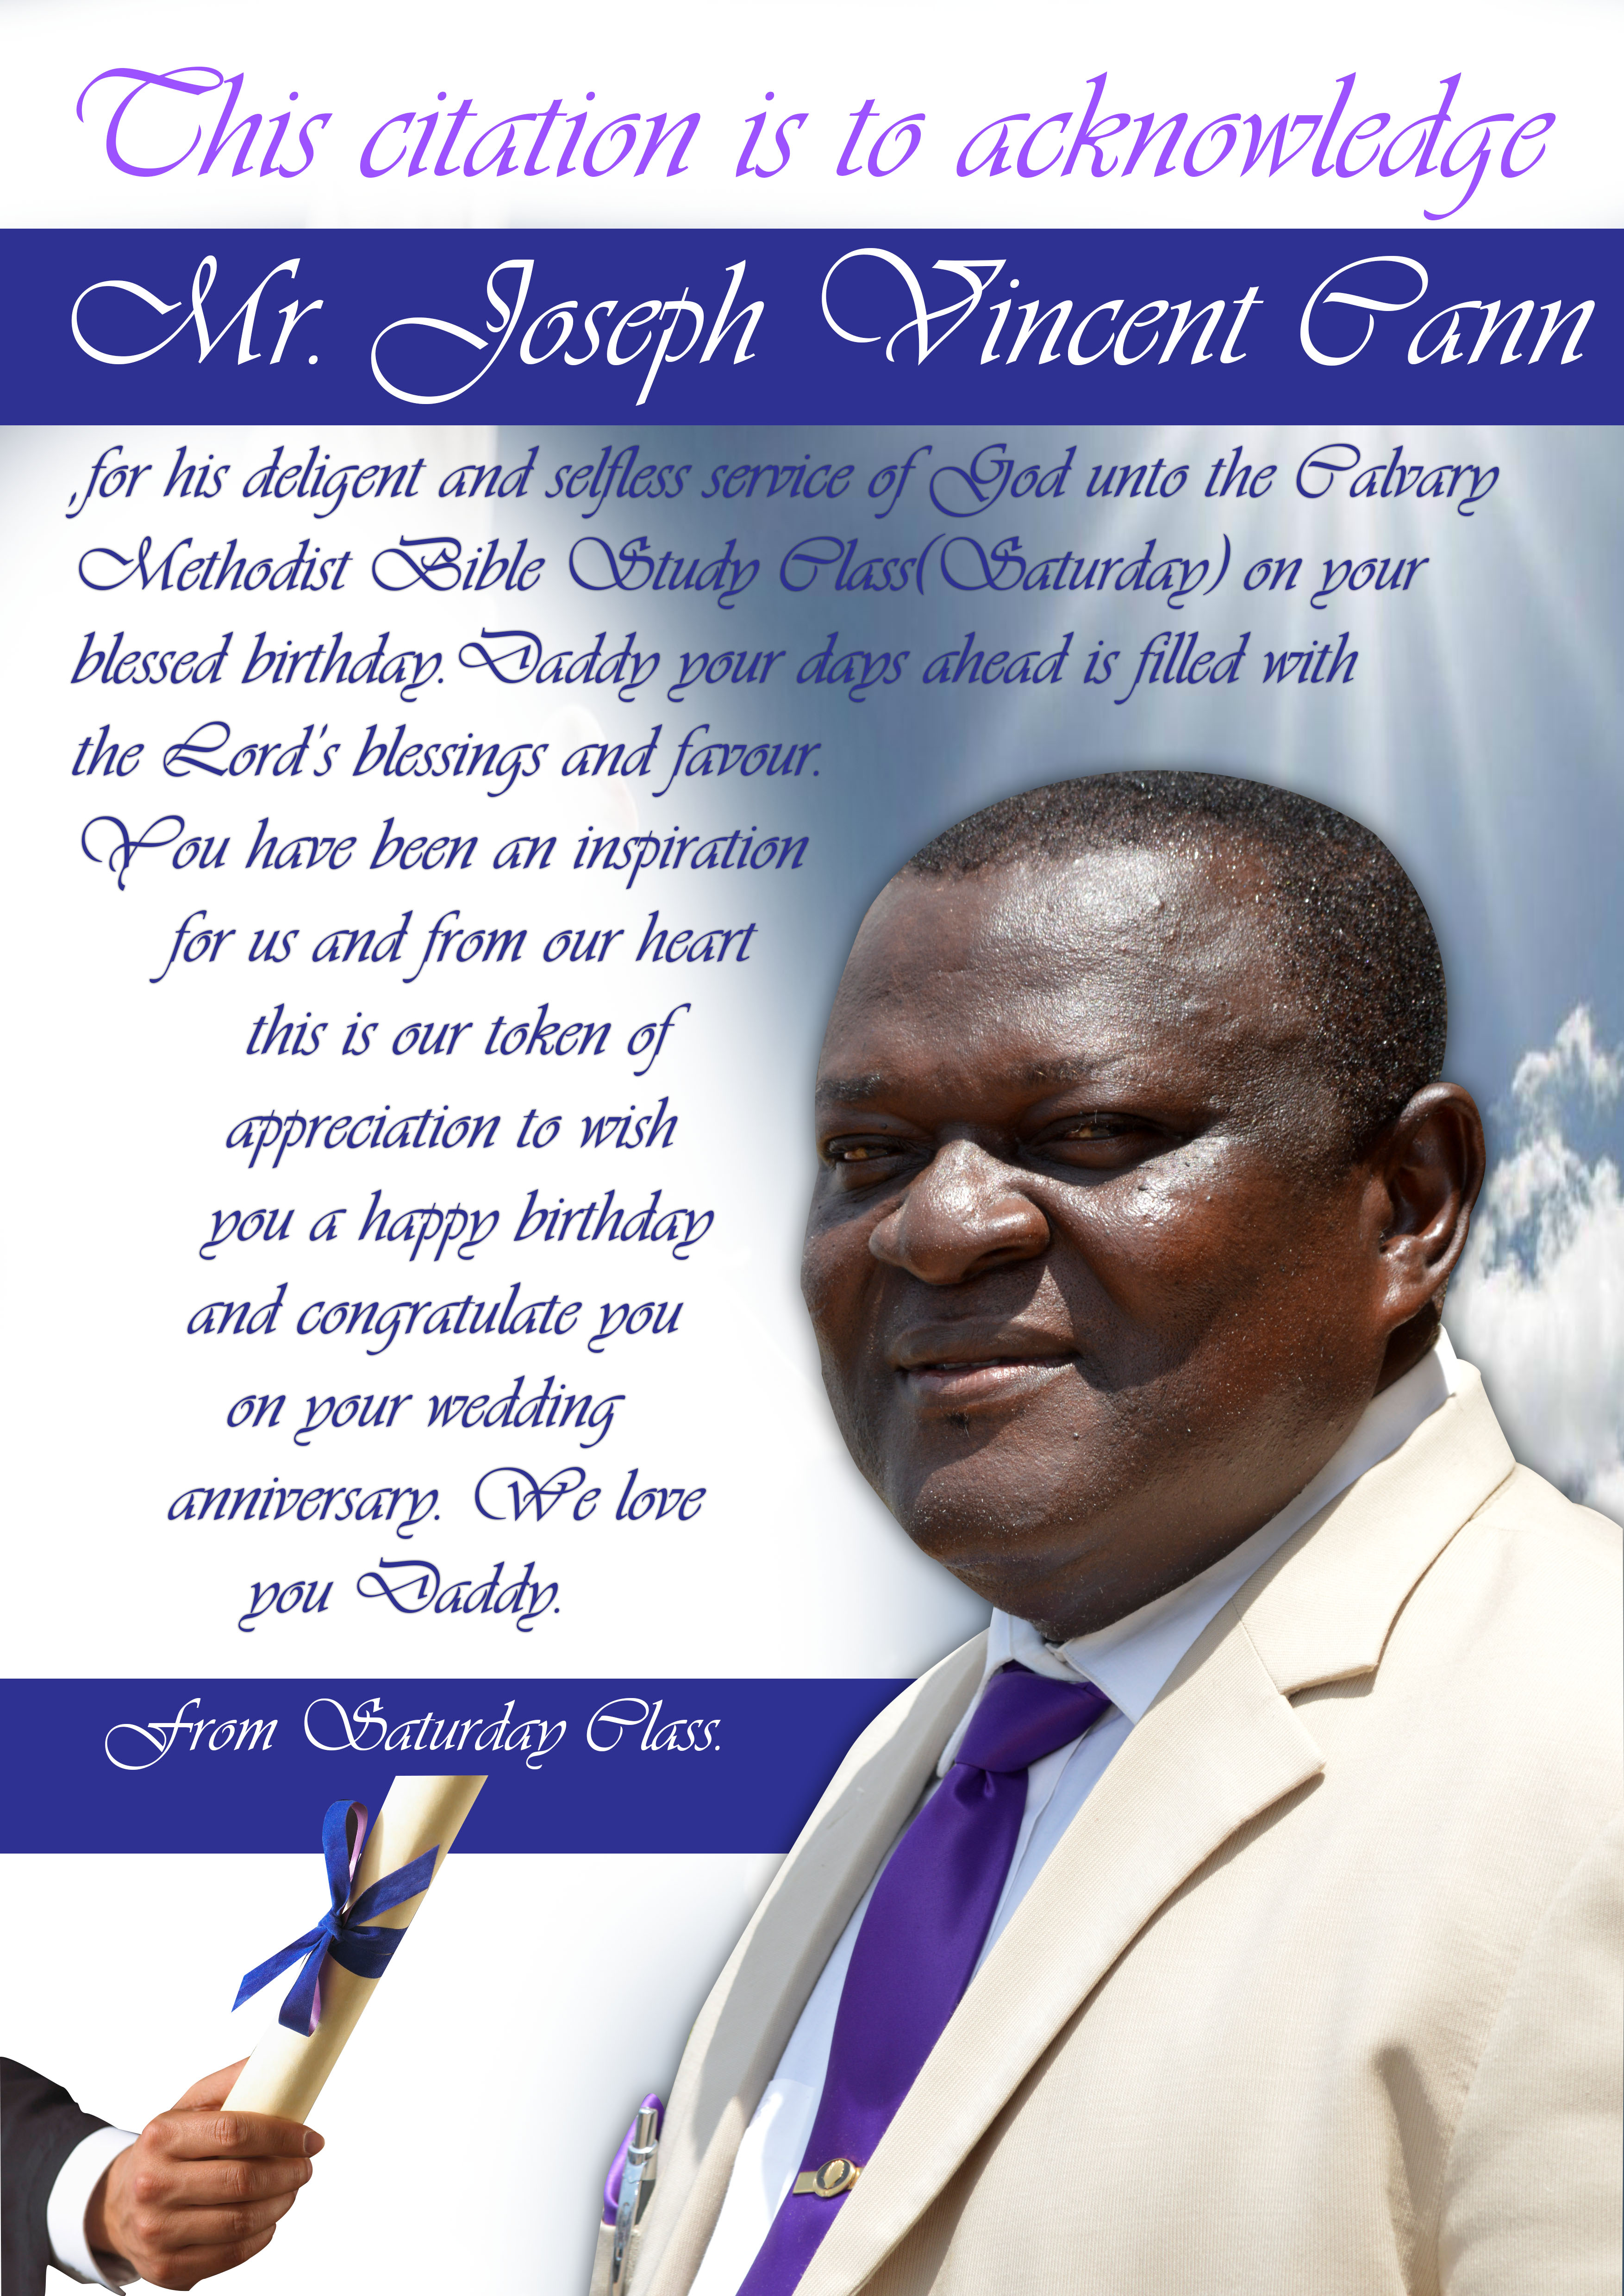 This citation is to acknowledge
Mr. Joseph Vincent Cann
,for his deligent and selfless service of God unto the Calvary
Methodist Bible Study Class(Saturday) on your
blessed birthday. Daddy your days ahead is filled with
the Lord's blessings and favour.
You have been an inspiration
for us and from our heart
this is our token of
appreciation to wish
you a happy birthday
and congratulate you
on your wedding
anniversary. We love
you Daddy.
From Saturday Class.